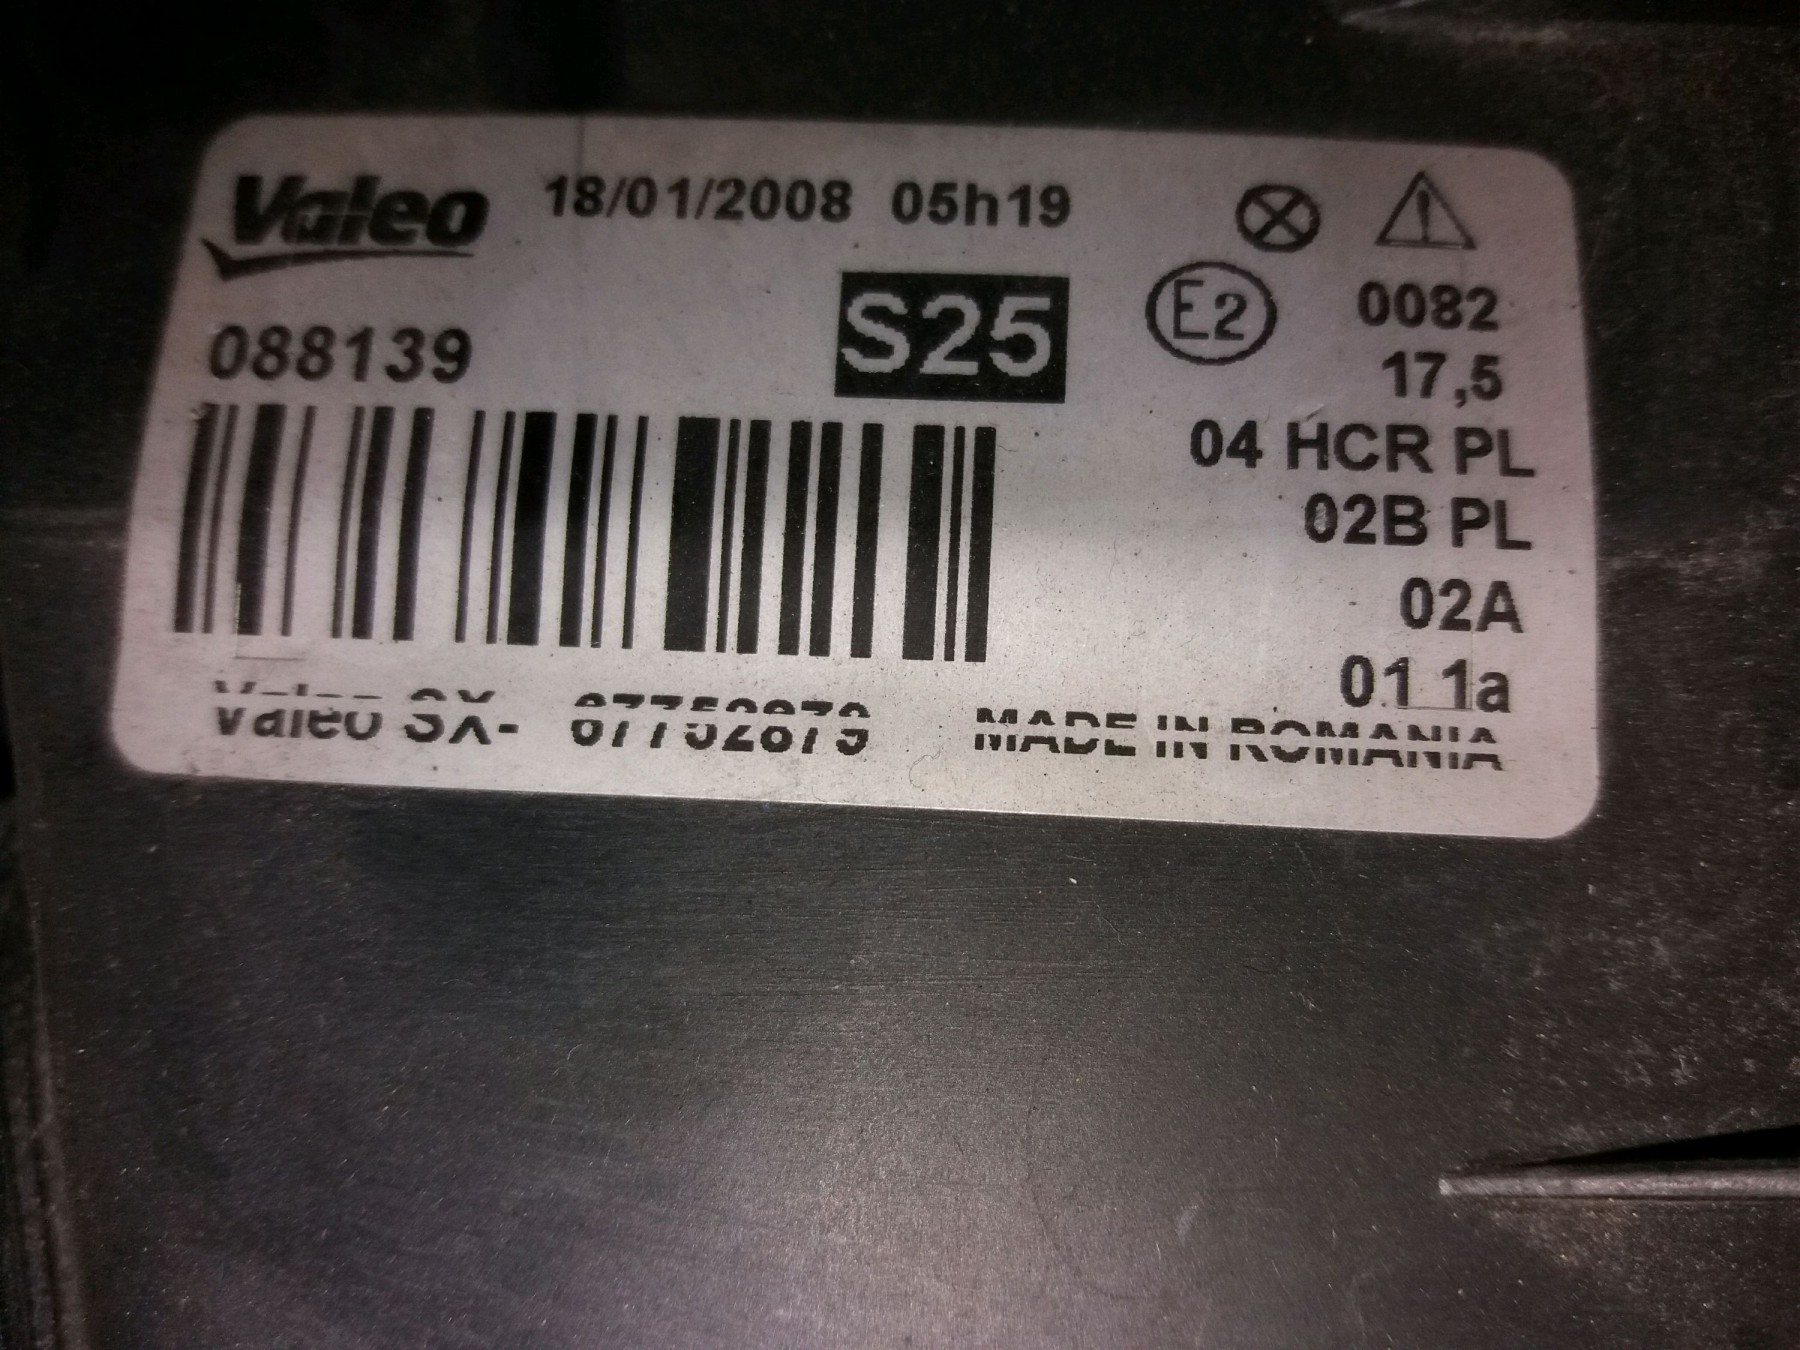 Valeo 18/01/2008 05h19
088139 S25 E2 0082
17,5
04 HCR PL
02B PL
02A
01 1a
Valeo SX- 67752873 MADE IN ROMANIA